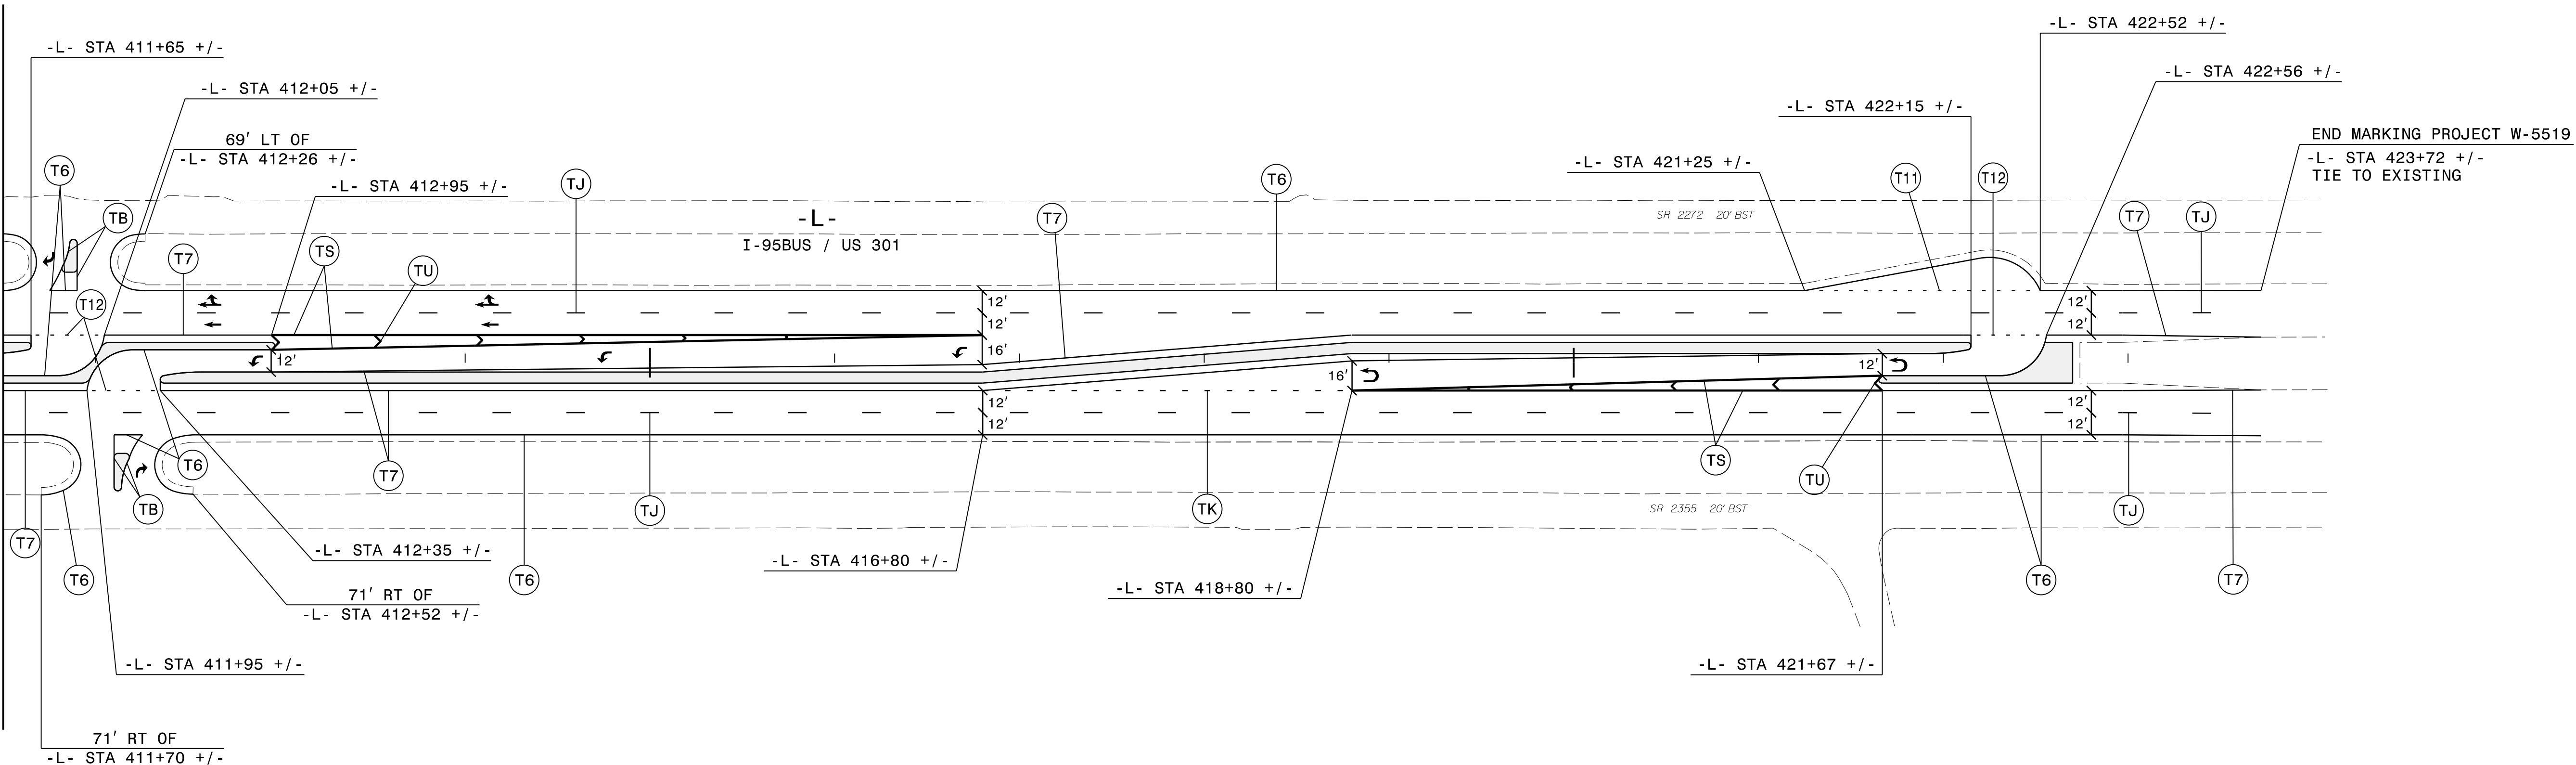 -L- STA 422+52 +/-
-L- STA 411+65 +/-
-L- STA 422+56 +/-
-L- STA 412+05 +/-
-L- STA 422+15 +/-
END MARKING PROJECT W-5519
-L- STA 423+72 +/-
TIE TO EXISTING
69' LT OF
-L- STA 412+26 +/-
-L- STA 421+25 +/-
T6
TJ
T6
T11
T12
-L- STA 412+95 +/-
TB
-L-
T7
SR 2272 20' BST
T7
TJ
I-95BUS / US 301
T7
TS
TU
T12
12'
12'
12'
12'
12'
16'
16'
12'
12'
12'
12'
12'
T6
T7
TB
TJ
TK
SR 2355 20' BST
TS
TU
TJ
T7
T6
-L- STA 412+35 +/-
-L- STA 416+80 +/-
T6
T6
T7
-L- STA 418+80 +/-
71' RT OF
-L- STA 412+52 +/-
-L- STA 411+95 +/-
-L- STA 421+67 +/-
71' RT OF
-L- STA 411+70 +/-